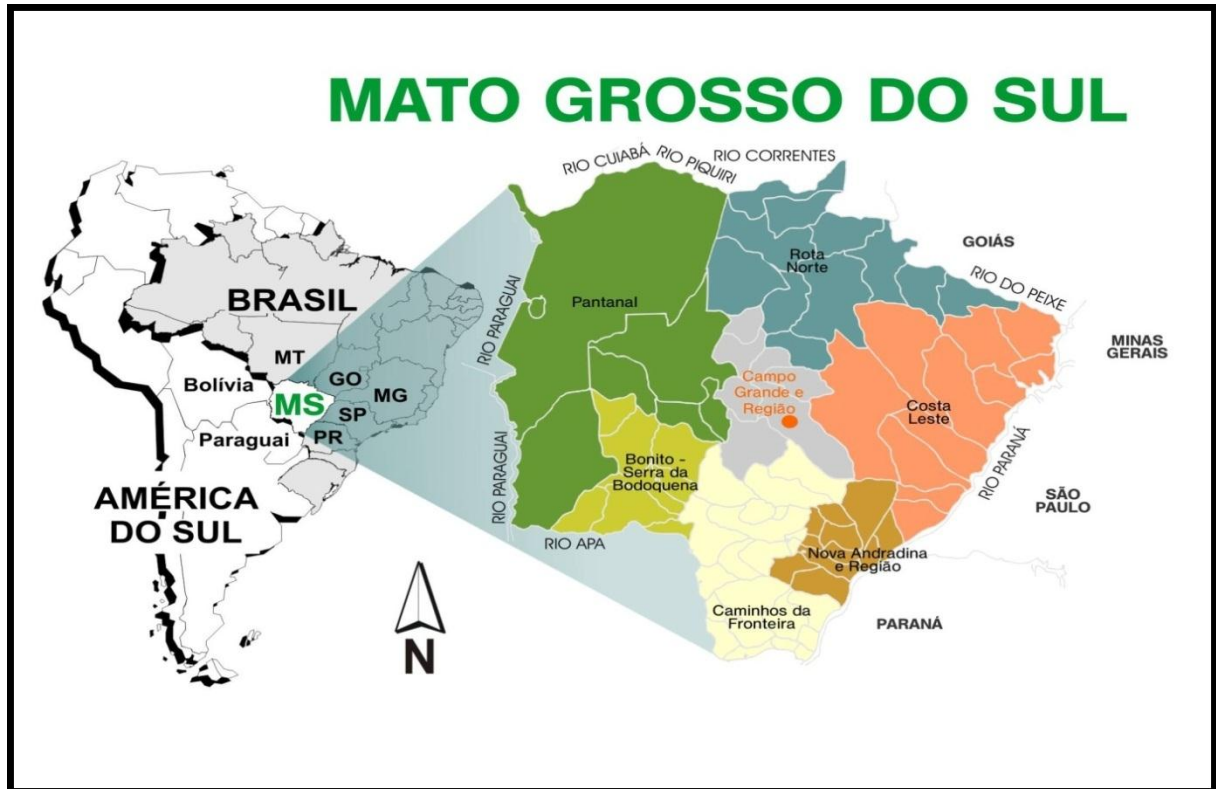 MATO GROSSO DO SUL
BRASIL
MT
Bolívia
GO
MS
MG
SP
Paraguai
PR
AMÉRICA
DO SUL
N
RIO CUIABÁ
RIO PIQUIRI
RIO CORRENTES
GOIÁS
RIO DO PEIXE
MINAS
GERAIS
Rota
Norte
Pantanal
RIO PARAGUAI
Campo
Grande e
Região
Costa
Leste
RIO PARANÁ
SÃO
PAULO
Bonito -
Serra da
Bodoquena
RIO PARAGUAI
RIO APA
Nova Andradina
e Região
Caminhos da
Fronteira
PARANÁ